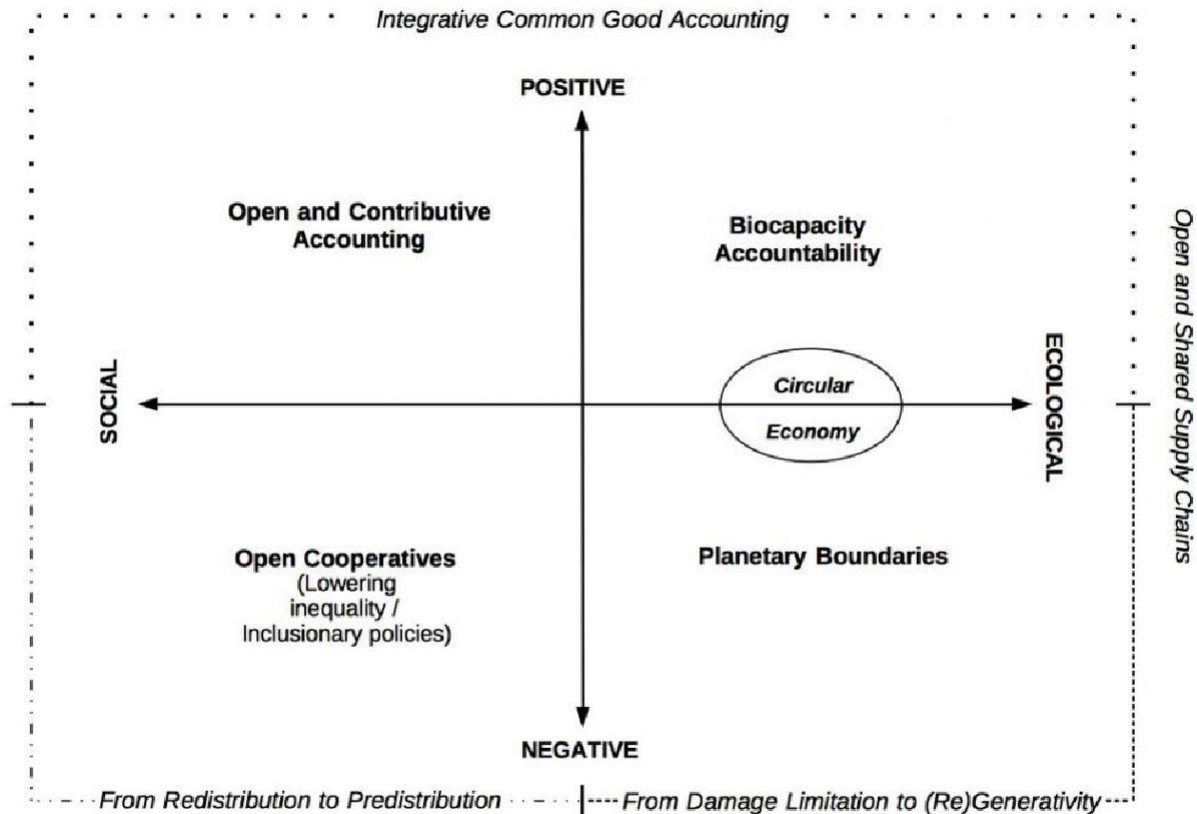 Integrative Common Good Accounting
POSITIVE
Open and Contributive
Accounting
Biocapacity
Accountability
Open and Shared Supply Chains
SOCIAL
Circular
Economy
ECOLOGICAL
Open Cooperatives
(Lowering
inequality /
Inclusionary policies)
Planetary Boundaries
NEGATIVE
From Redistribution to Predistribution
From Damage Limitation to (Re)Generativity